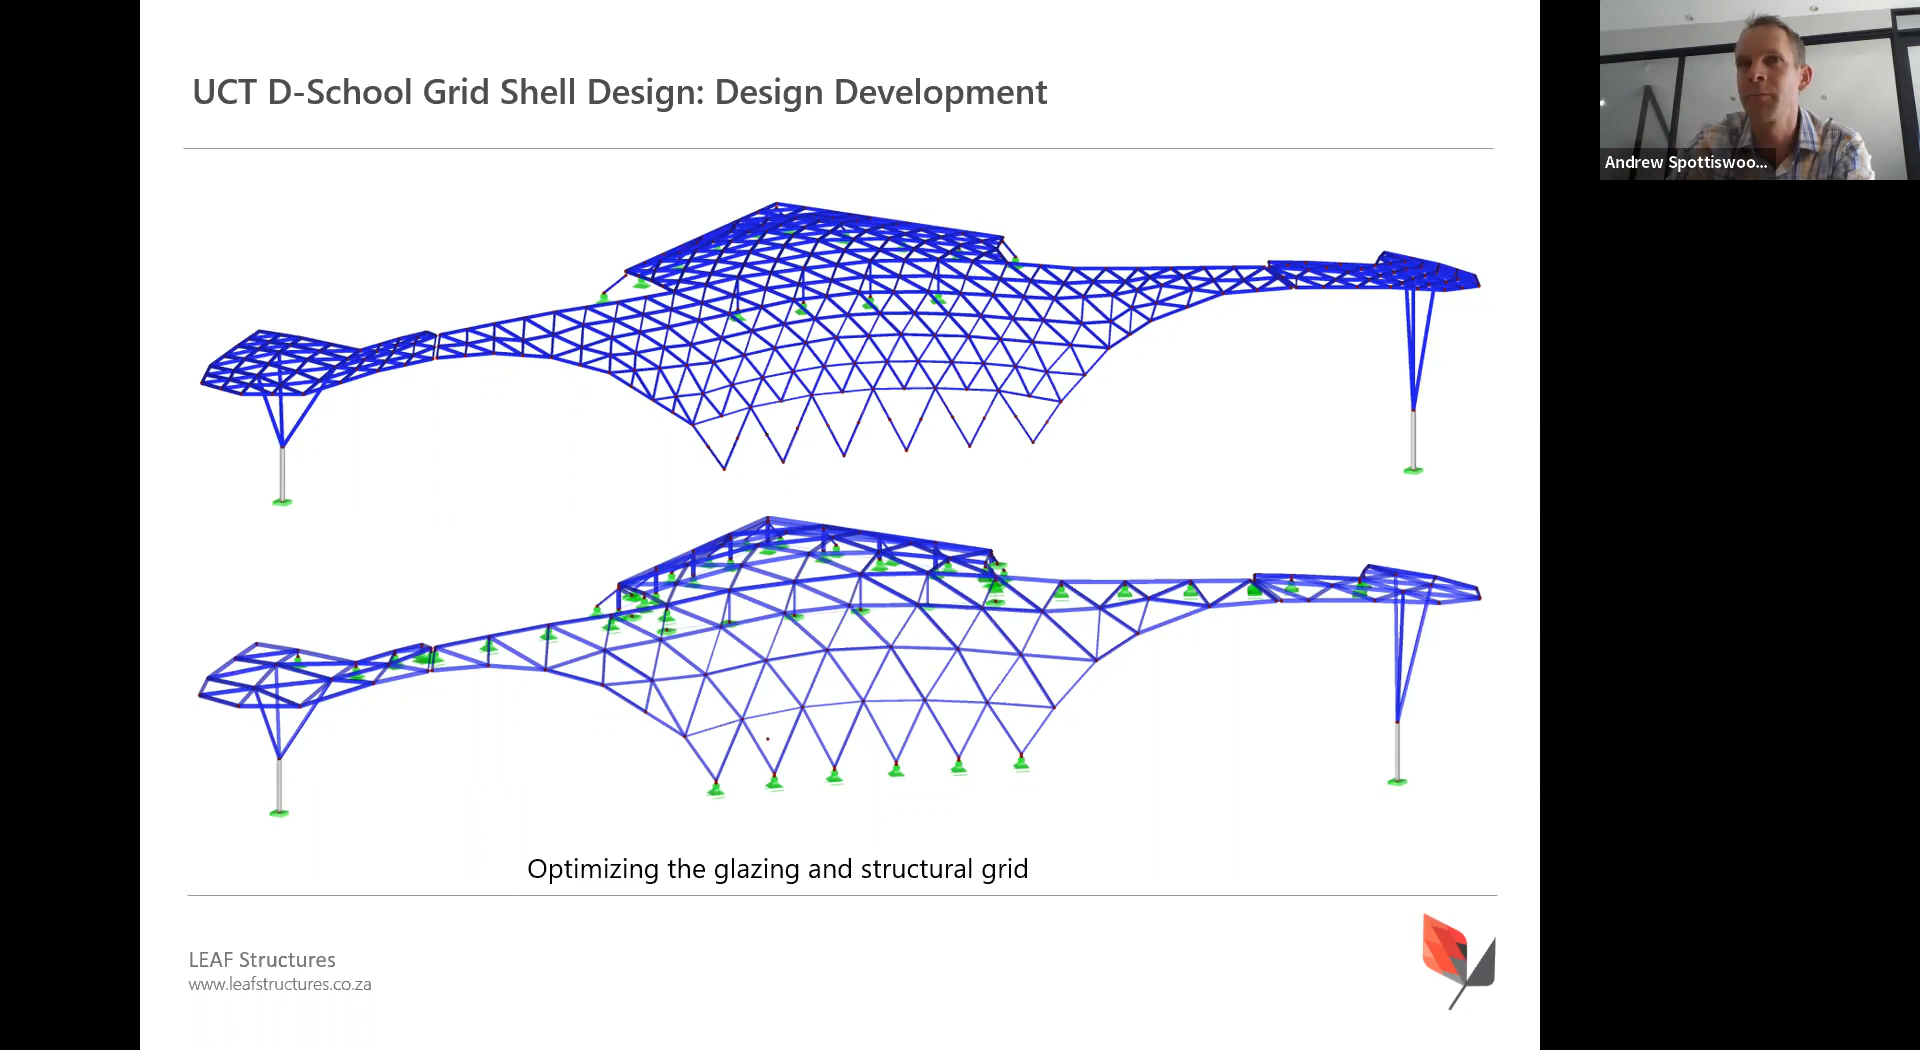 UCT D-School Grid Shell Design: Design Development
Andrew Spottiswoo...
Optimizing the glazing and structural grid
LEAF Structures
www.leafstructures.co.za